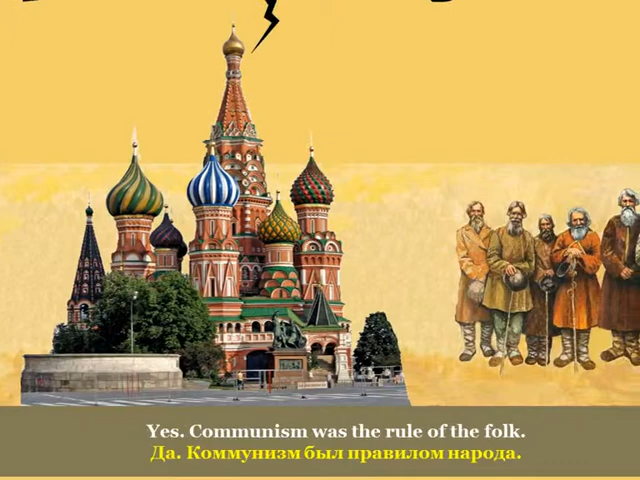 Yes. Communism was the rule of the folk.
Да. Коммунизм был правилом народа.